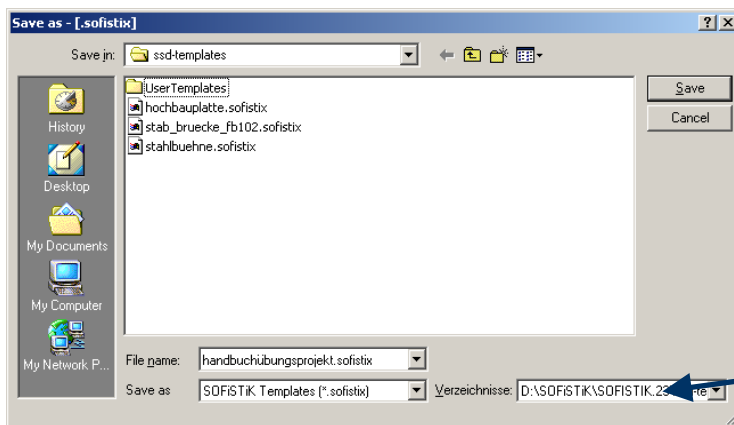 Save as - [.sofistix]
Save in: ssd-templates
UserTemplates
hochbauplatte.sofistix
stab_bruecke_fb102.sofistix
stahlbuehne.sofistix
Save
Cancel
History
Desktop
My Documents
My Computer
My Network P...
File name: handbuchübungsprojekt.sofistix
Save as SOFiSTiK Templates (*.sofistix) Verzeichnisse: D:\SOFiSTiK\SOFISTIK.23